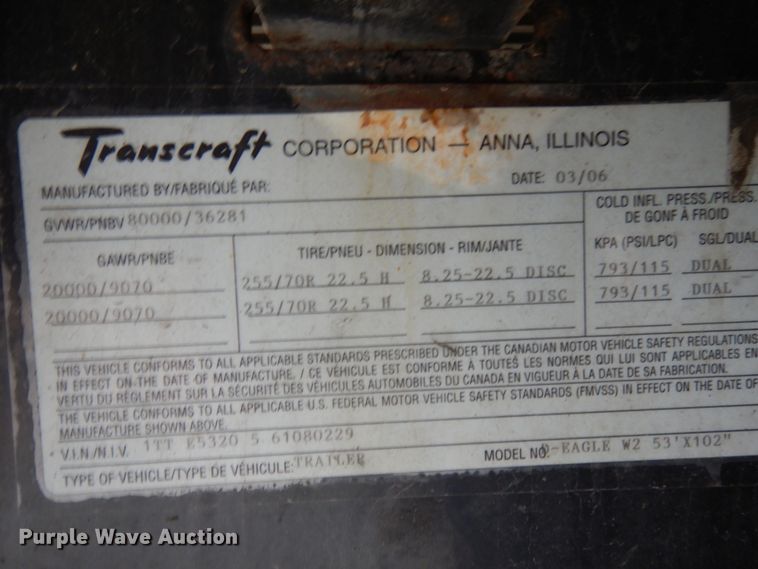 Transcraft CORPORATION — ANNA, ILLINOIS
MANUFACTURED BY/FABRIQUÉ PAR: DATE: 03/06
GVWR/PNBV 80000/36281 COLD INFL. PRESS./PRESS. DE GONF À FROID
GAWR/PNBE TIRE/PNEU - DIMENSION - RIM/JANTE KPA (PSI/LPC) SGL/DUAL
20000/9070 255/70R 22.5 H 8.25-22.5 DISC 793/115 DUAL
20000/9070 255/70R 22.5 H 8.25-22.5 DISC 793/115 DUAL
THIS VEHICLE CONFORMS TO ALL APPLICABLE STANDARDS PRESCRIBED UNDER THE CANADIAN MOTOR VEHICLE SAFETY REGULATIONS
IN EFFECT ON THE DATE OF MANUFACTURE. / CE VÉHICULE EST CONFORME À TOUTES LES NORMES QUI LUI SONT APPLICABLES EN
VERTU DU RÈGLEMENT SUR LA SÉCURITÉ DES VÉHICULES AUTOMOBILES DU CANADA EN VIGUEUR À LA DATE DE SA FABRICATION.
THE VEHICLE CONFORMS TO ALL APPLICABLE U.S. FEDERAL MOTOR VEHICLE SAFETY STANDARDS (FMVSS) IN EFFECT ON THE DATE OF
MANUFACTURE SHOWN ABOVE.
V.I.N./N.I.V. 1TT E5320 5 61080229 MODEL NO. D-EAGLE W2 53'X102"
TYPE OF VEHICLE/TYPE DE VÉHICULE: TRAILER
Purple Wave Auction